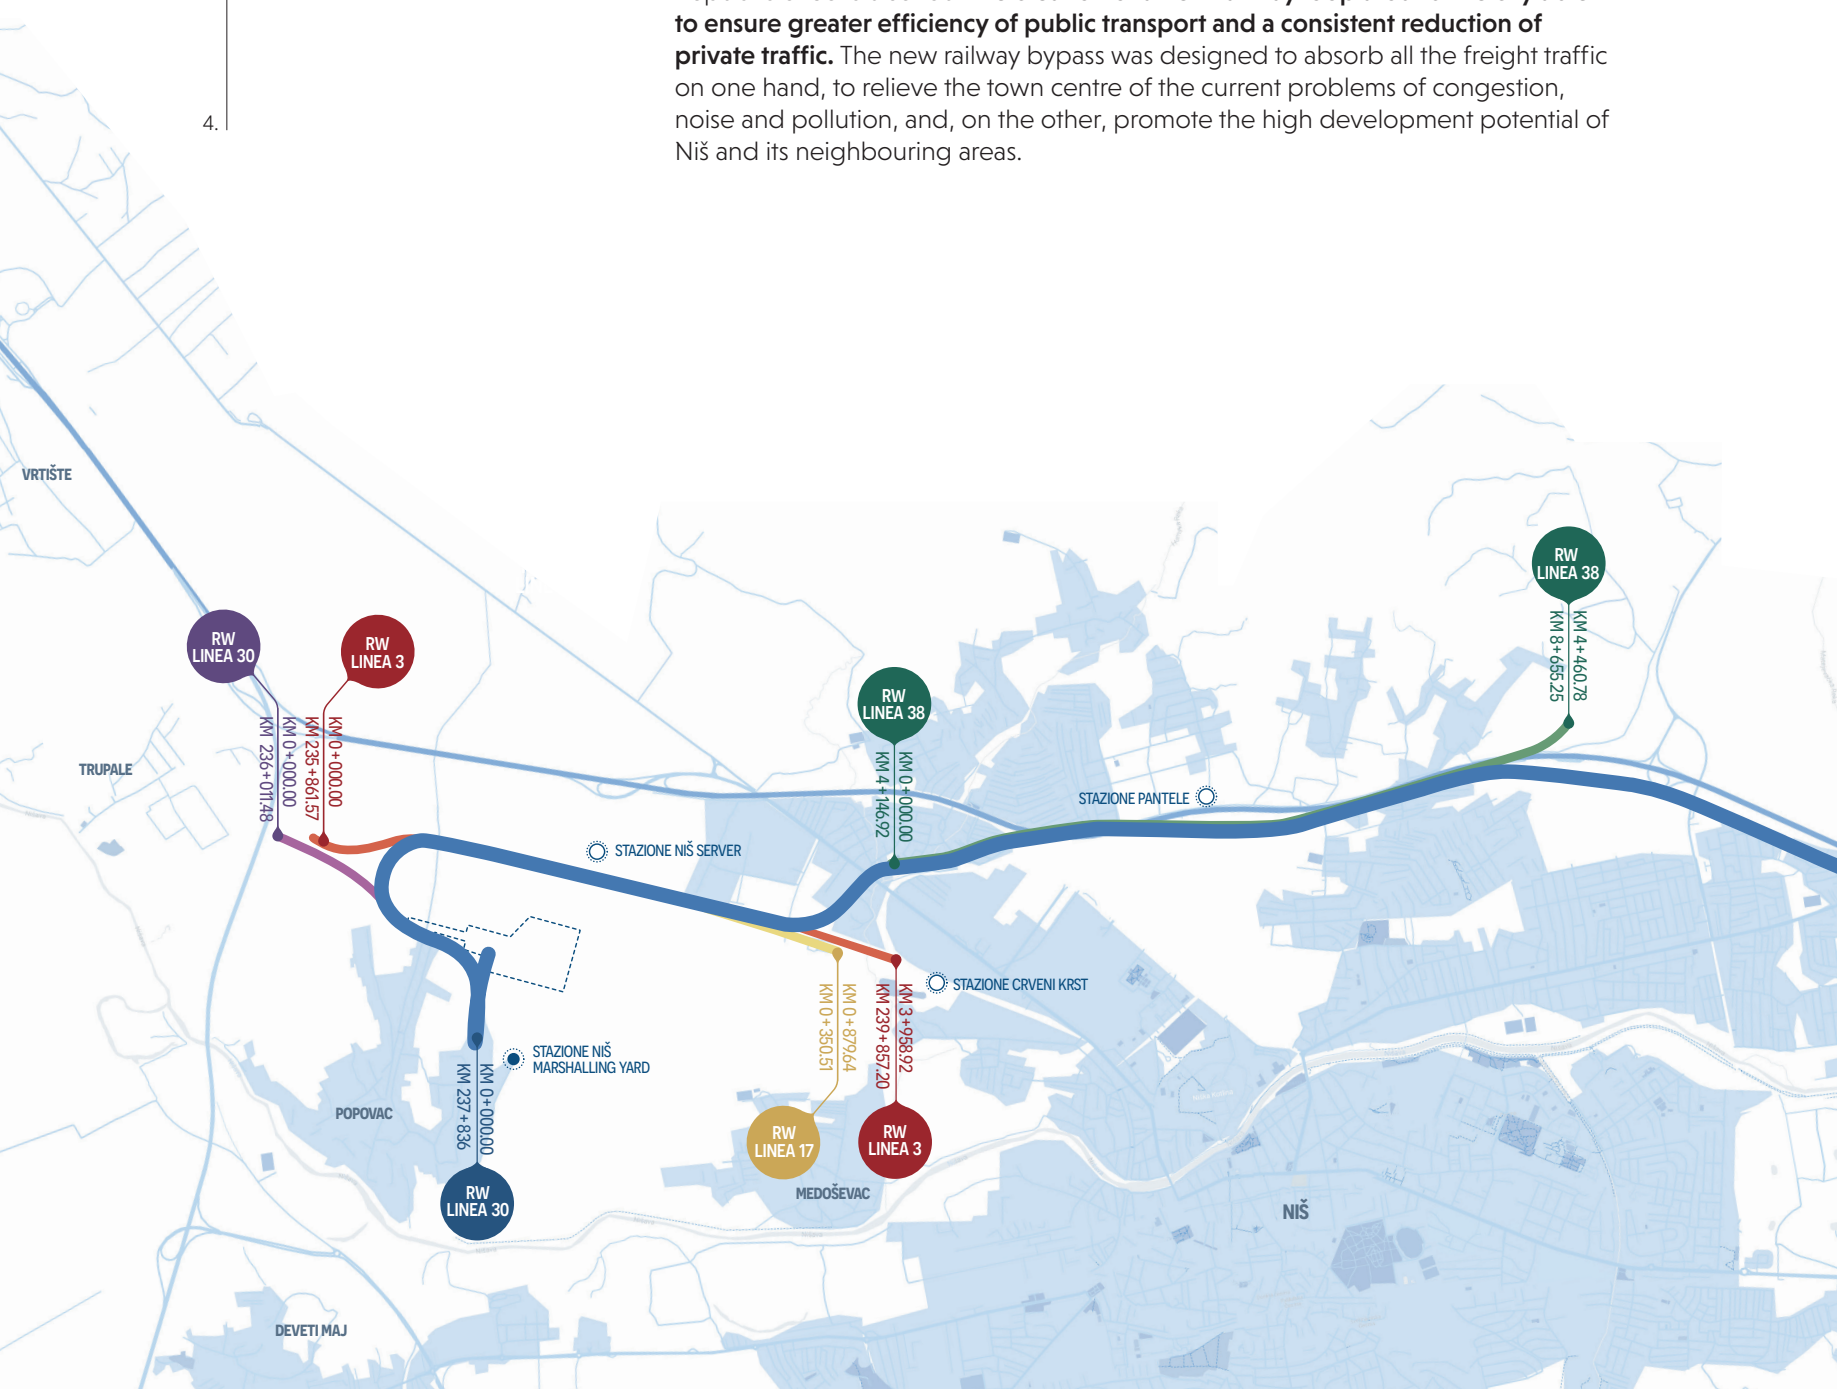 to ensure greater efficiency of public transport and a consistent reduction of
private traffic. The new railway bypass was designed to absorb all the freight traffic
on one hand, to relieve the town centre of the current problems of congestion,
noise and pollution, and, on the other, promote the high development potential of
Niš and its neighbouring areas.
4.
VRTIŠTE
RW
LINEA 38
KM 4+460.78
KM 8+655.25
RW
LINEA 30
RW
LINEA 3
KM 0+000.00
KM 236+011.48
KM 0+000.00
KM 235+861.57
RW
LINEA 38
KM 0+000.00
KM 4+146.92
TRUPALE
STAZIONE PANTELE
STAZIONE NIŠ SERVER
STAZIONE CRVENI KRST
KM 0+879.64
KM 0+350.51
KM 3+958.92
KM 239+857.20
STAZIONE NIŠ
MARSHALLING YARD
KM 0+000.00
KM 237+836
POPOVAC
RW
LINEA 17
RW
LINEA 3
MEDOŠEVAC
RW
LINEA 30
NIŠ
DEVETI MAJ